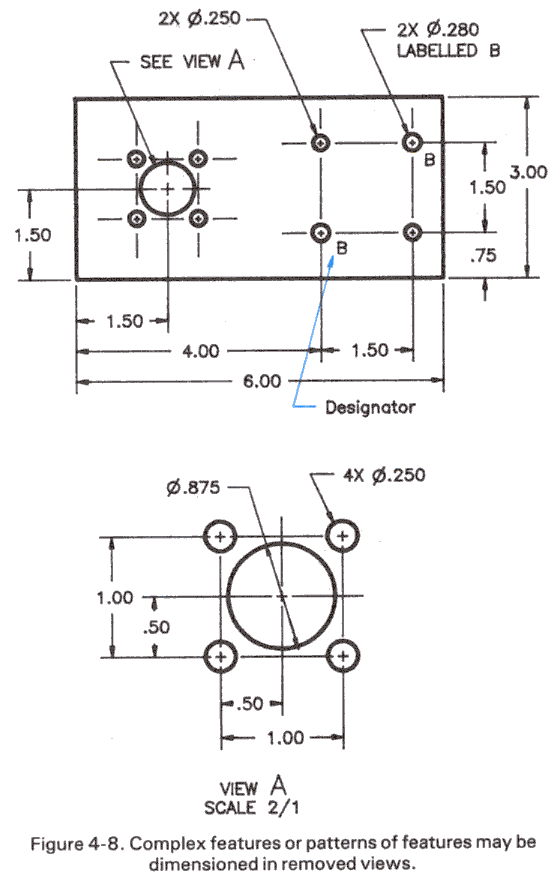 2X Ø.250
2X Ø.280
LABELLED B
SEE VIEW A
B
3.00
1.50
1.50
B
.75
1.50
4.00
1.50
6.00
Designator
Ø.875
4X Ø.250
1.00
.50
.50
1.00
VIEW A
SCALE 2/1
Figure 4-8. Complex features or patterns of features may be
dimensioned in removed views.